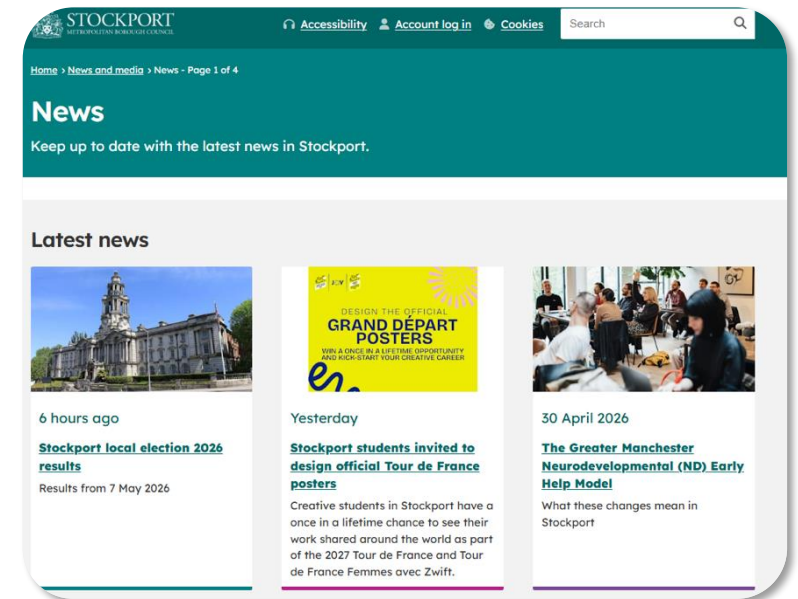 STOCKPORT
METROPOLITAN BOROUGH COUNCIL
Accessibility Account log in Cookies Search
Home › News and media › News - Page 1 of 4
News
Keep up to date with the latest news in Stockport.
Latest news
JOY
DESIGN THE OFFICIAL
GRAND DÉPART
POSTERS
WIN A ONCE IN A LIFETIME OPPORTUNITY
AND KICK-START YOUR CREATIVE CAREER
6 hours ago
Stockport local election 2026
results
Results from 7 May 2026
Yesterday
Stockport students invited to
design official Tour de France
posters
Creative students in Stockport have a
once in a lifetime chance to see their
work shared around the world as part
of the 2027 Tour de France and Tour
de France Femmes avec Zwift.
30 April 2026
The Greater Manchester
Neurodevelopmental (ND) Early
Help Model
What these changes mean in
Stockport